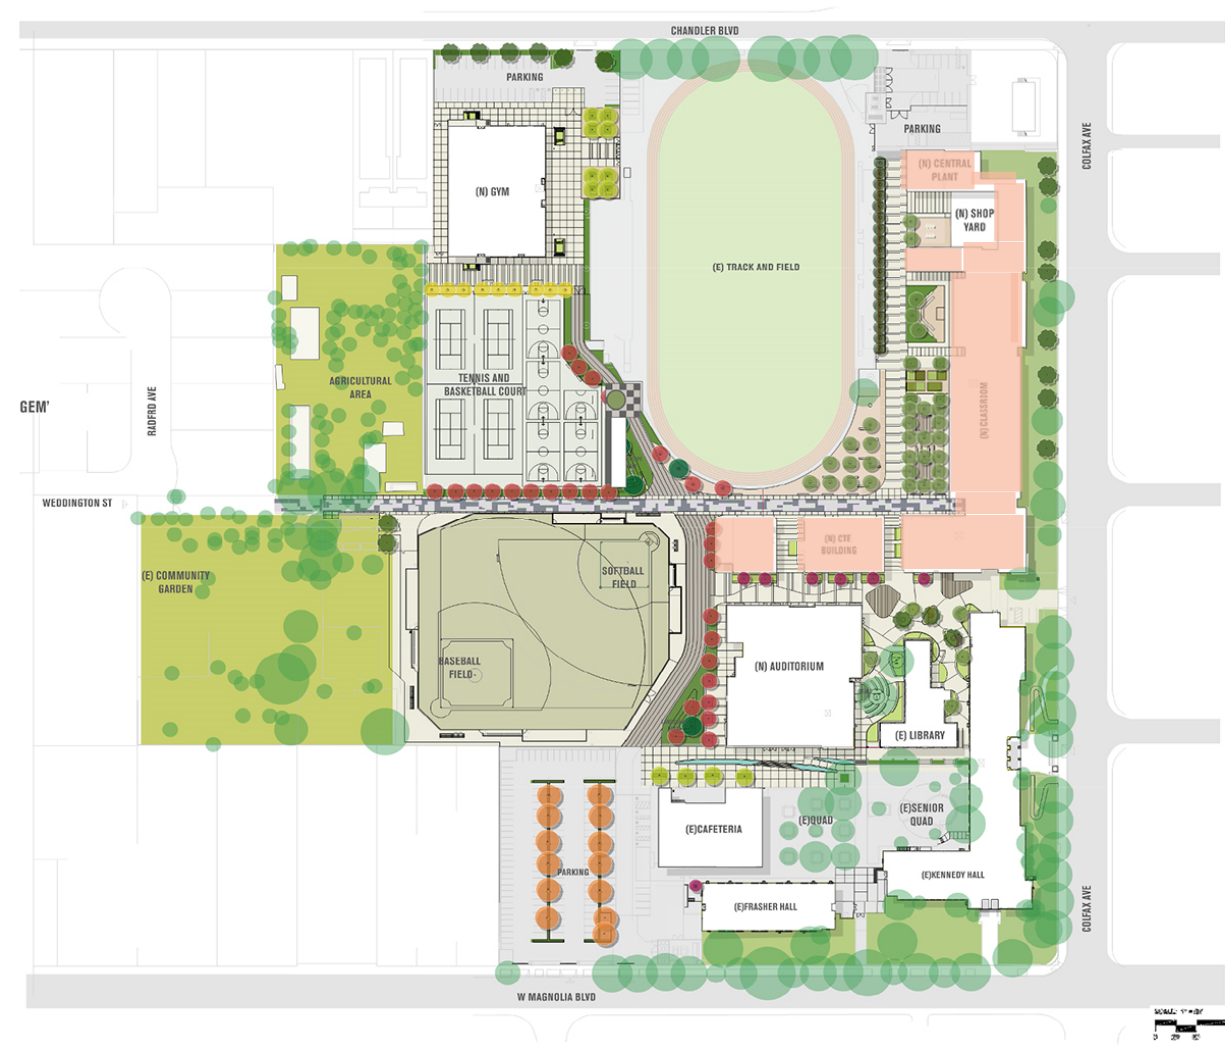 CHANDLER BLVD
PARKING
PARKING
COLFAX AVE
(N) CENTRAL
PLANT
(N) GYM
(N) SHOP
YARD
(E) TRACK AND FIELD
AGRICULTURAL
AREA
TENNIS AND
BASKETBALL COURT
GEM'
RADFRD AVE
(N) CLASSROOM
WEDDINGTON ST
(N) CTE
BUILDING
(E) COMMUNITY
GARDEN
SOFTBALL
FIELD
BASEBALL
FIELD
(N) AUDITORIUM
(E) LIBRARY
(E)CAFETERIA
(E)QUAD
(E)SENIOR
QUAD
PARKING
(E)KENNEDY HALL
(E)FRASHER HALL
COLFAX AVE
W MAGNOLIA BLVD